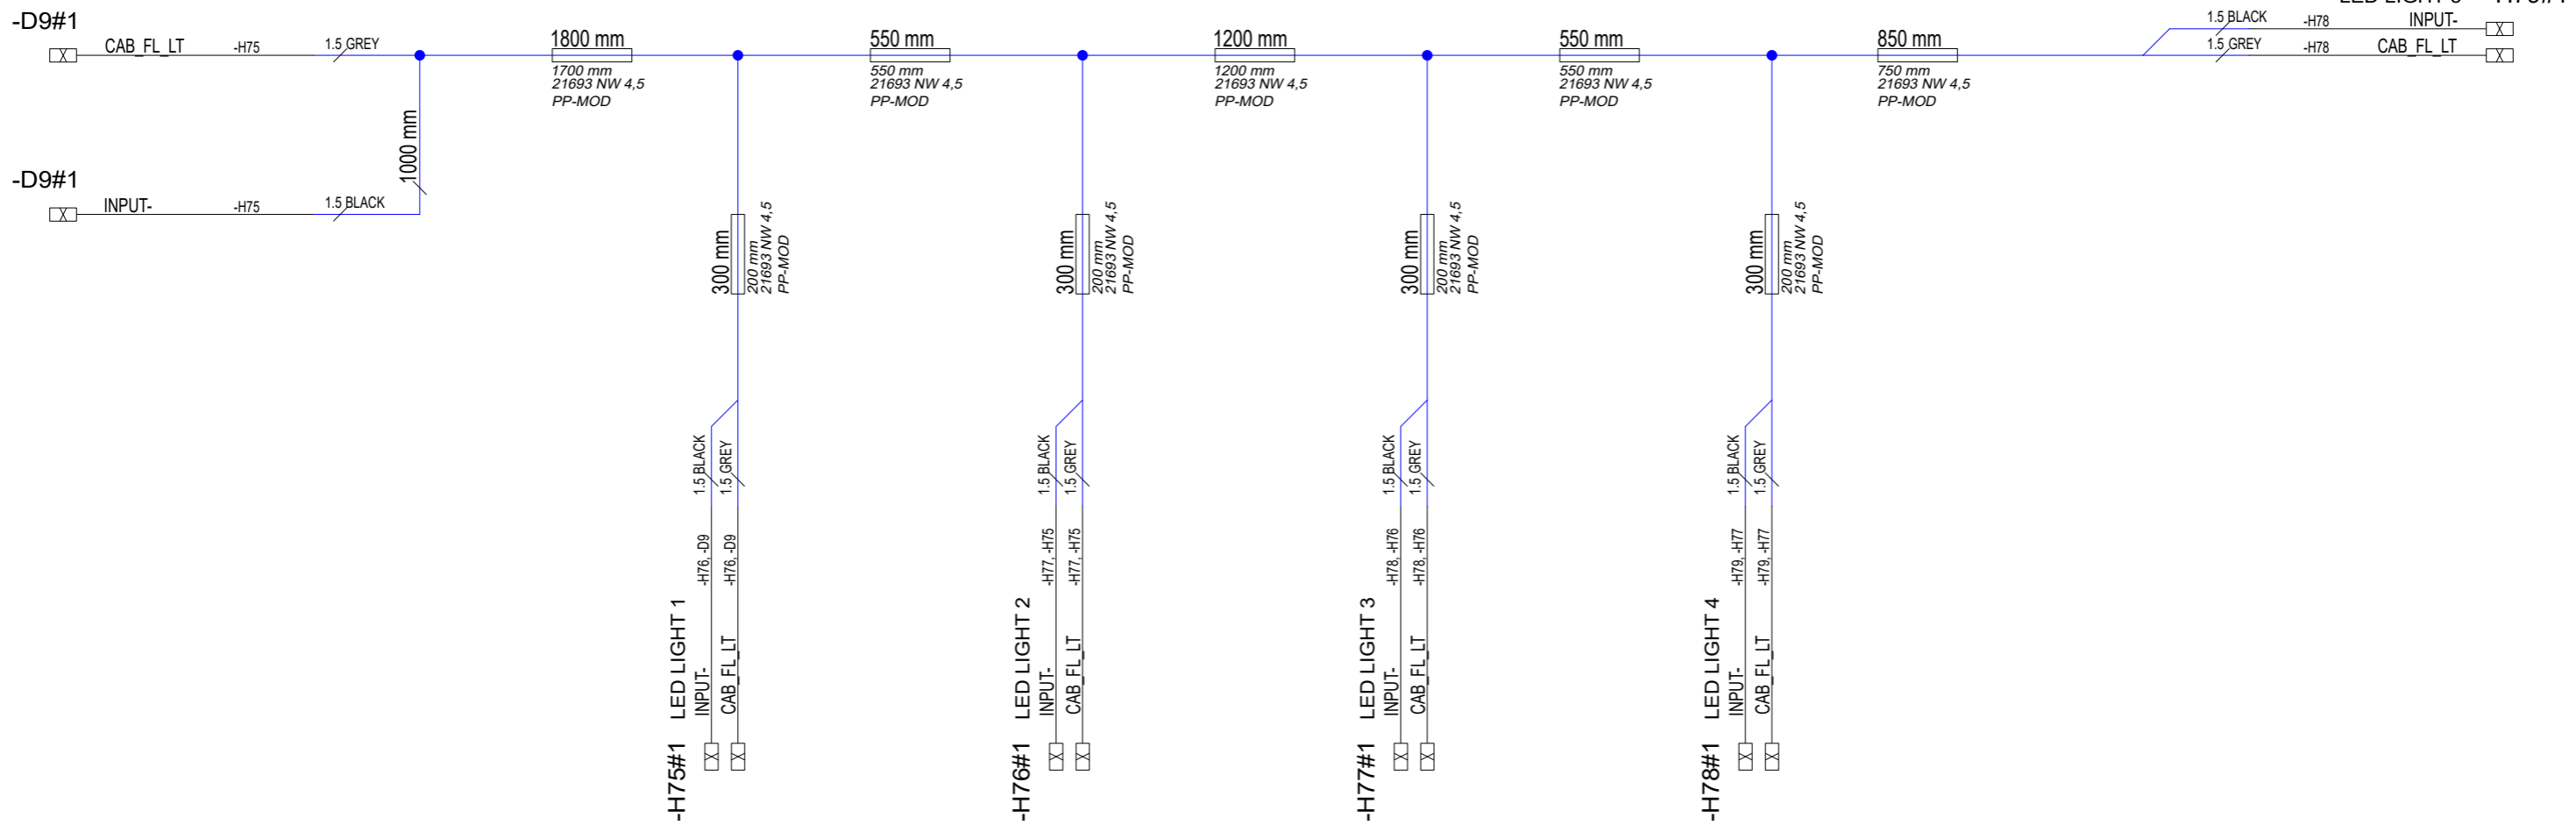 -D9#1
CAB_FL_LT -H75 1.5 GREY
1800 mm
1700 mm
21693 NW 4,5
PP-MOD
550 mm
550 mm
21693 NW 4,5
PP-MOD
1200 mm
1200 mm
21693 NW 4,5
PP-MOD
550 mm
550 mm
21693 NW 4,5
PP-MOD
850 mm
750 mm
21693 NW 4,5
PP-MOD
1.5 BLACK -H78 INPUT-
1.5 GREY -H78 CAB_FL_LT
1000 mm
-D9#1
INPUT- -H75 1.5 BLACK
300 mm
200 mm
21693 NW 4,5
PP-MOD
300 mm
200 mm
21693 NW 4,5
PP-MOD
300 mm
200 mm
21693 NW 4,5
PP-MOD
300 mm
200 mm
21693 NW 4,5
PP-MOD
-H75#1 LED LIGHT 1
INPUT- -H76, -D9 1.5 BLACK
CAB_FL_LT -H76, -D9 1.5 GREY
-H76#1 LED LIGHT 2
INPUT- -H77, -H75 1.5 BLACK
CAB_FL_LT -H77, -H75 1.5 GREY
-H77#1 LED LIGHT 3
INPUT- -H78, -H76 1.5 BLACK
CAB_FL_LT -H78, -H76 1.5 GREY
-H78#1 LED LIGHT 4
INPUT- -H79, -H77 1.5 BLACK
CAB_FL_LT -H79, -H77 1.5 GREY